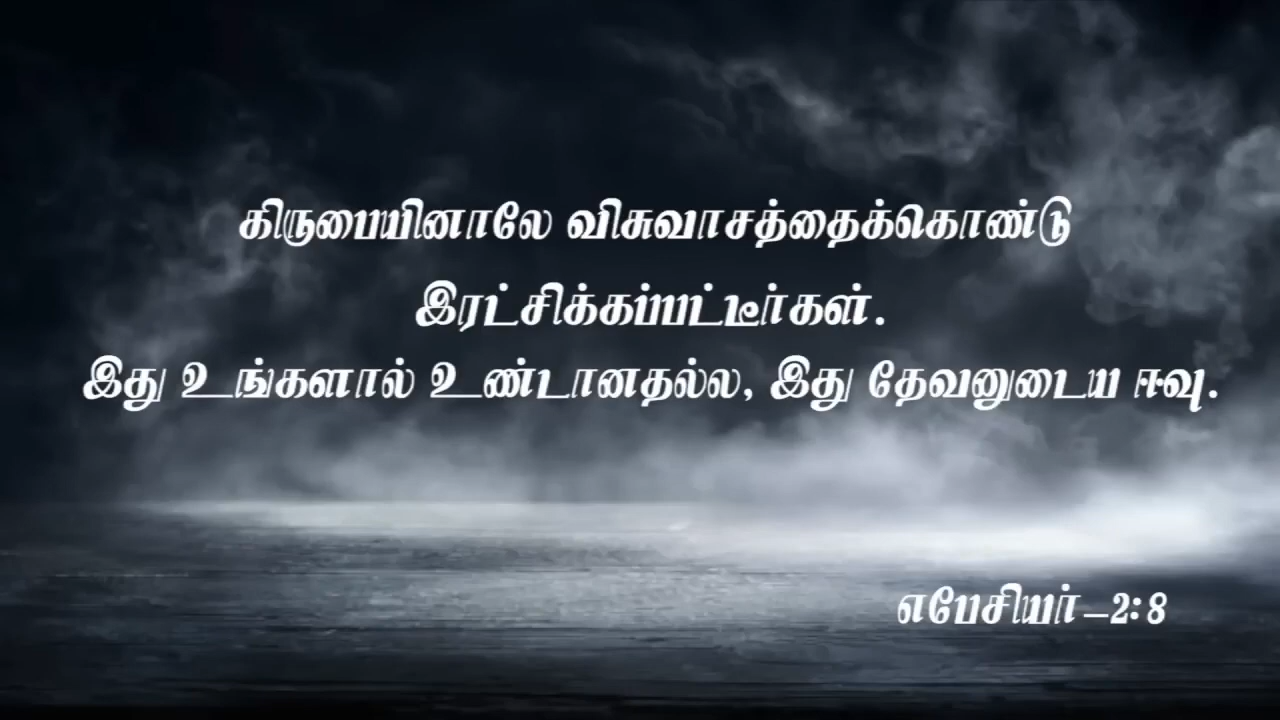 கிருபையினாலே விசுவாசத்தைக்கொண்டு
இரட்சிக்கப்பட்டீர்கள்.
இது உங்களால் உண்டானதல்ல, இது தேவனுடைய ஈவு.
எபேசியர்–2:8